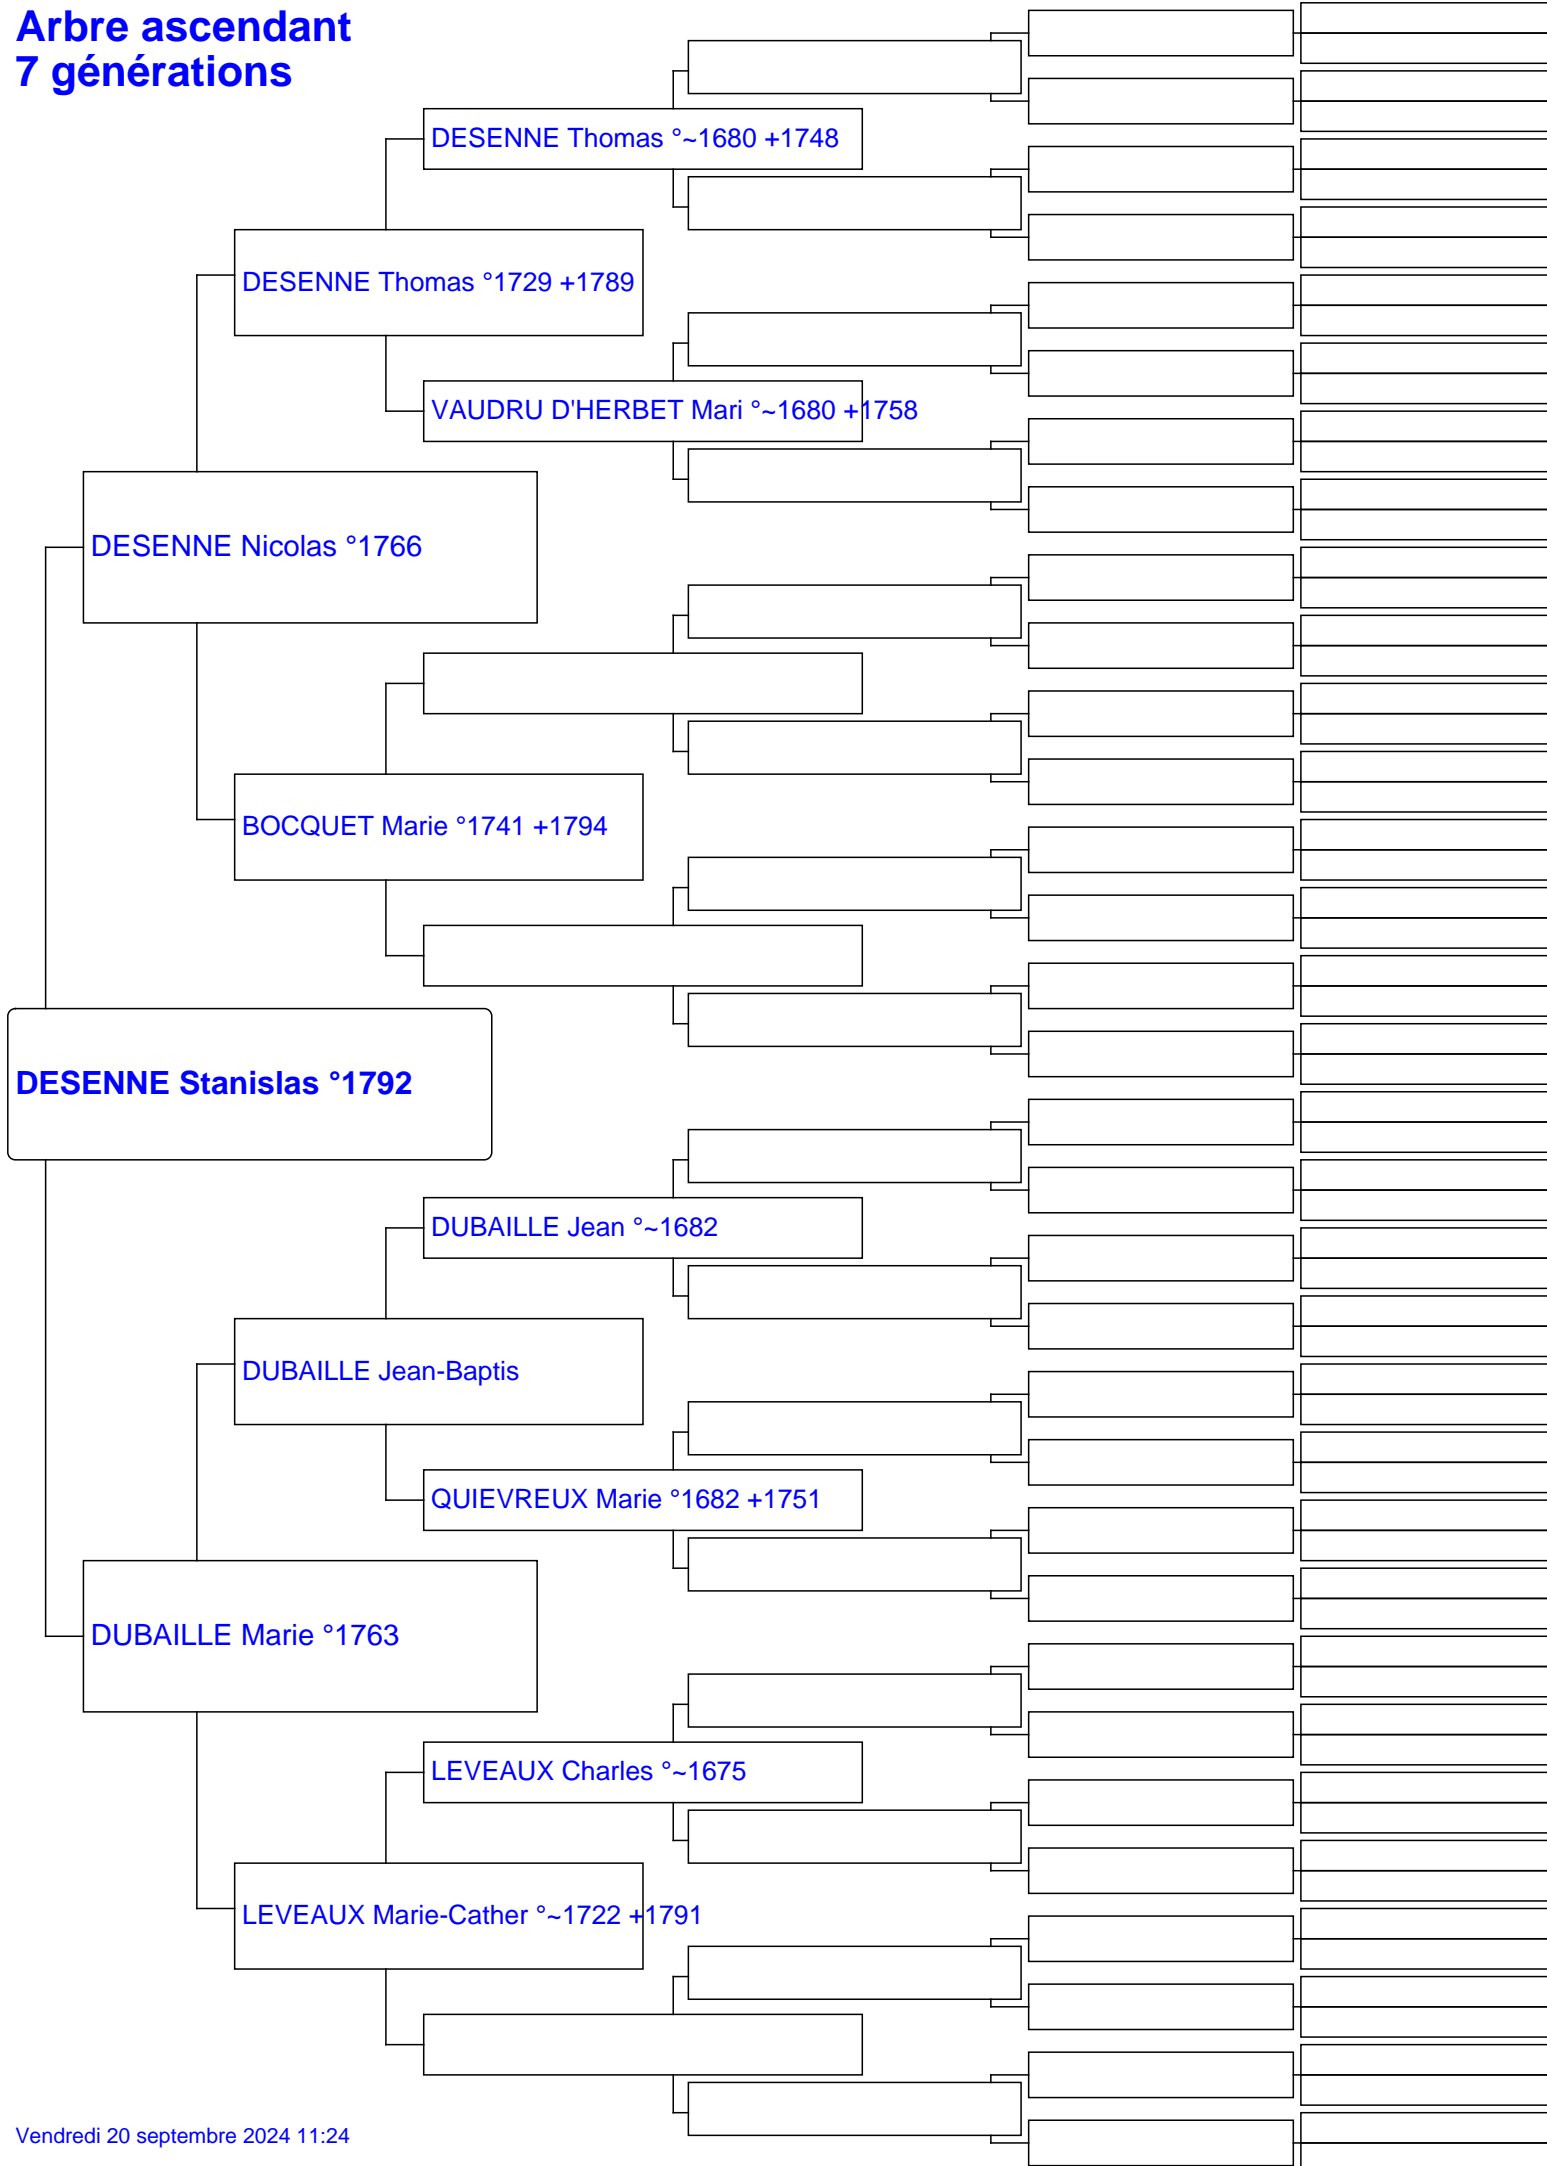 Arbre ascendant
7 générations
DESENNE Thomas °~1680 +1748
DESENNE Thomas °1729 +1789
VAUDRU D'HERBET Mari °~1680 +1758
DESENNE Nicolas °1766
BOCQUET Marie °1741 +1794
DESENNE Stanislas °1792
DUBAILLE Jean °~1682
DUBAILLE Jean-Baptis
QUIEVREUX Marie °1682 +1751
DUBAILLE Marie °1763
LEVEAUX Charles °~1675
LEVEAUX Marie-Cather °~1722 +1791
Vendredi 20 septembre 2024 11:24